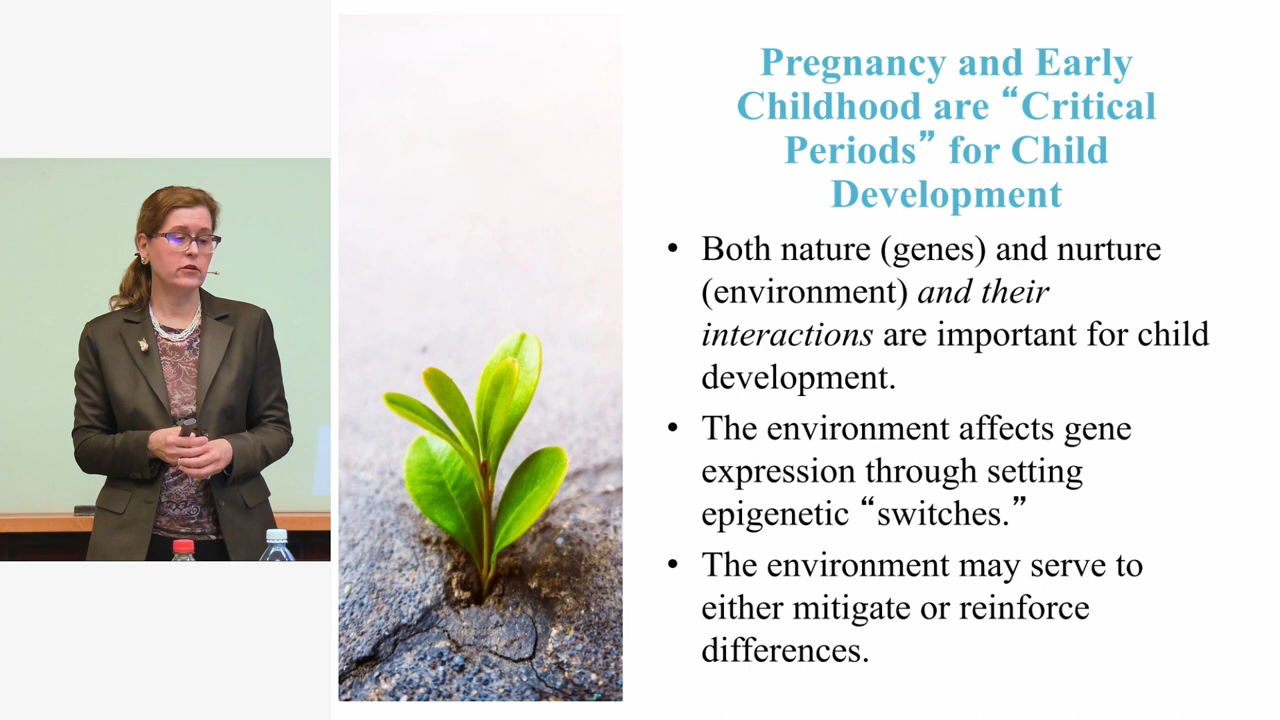 Pregnancy and Early
Childhood are “Critical
Periods” for Child
Development
• Both nature (genes) and nurture
(environment) and their
interactions are important for child
development.
• The environment affects gene
expression through setting
epigenetic “switches.”
• The environment may serve to
either mitigate or reinforce
differences.